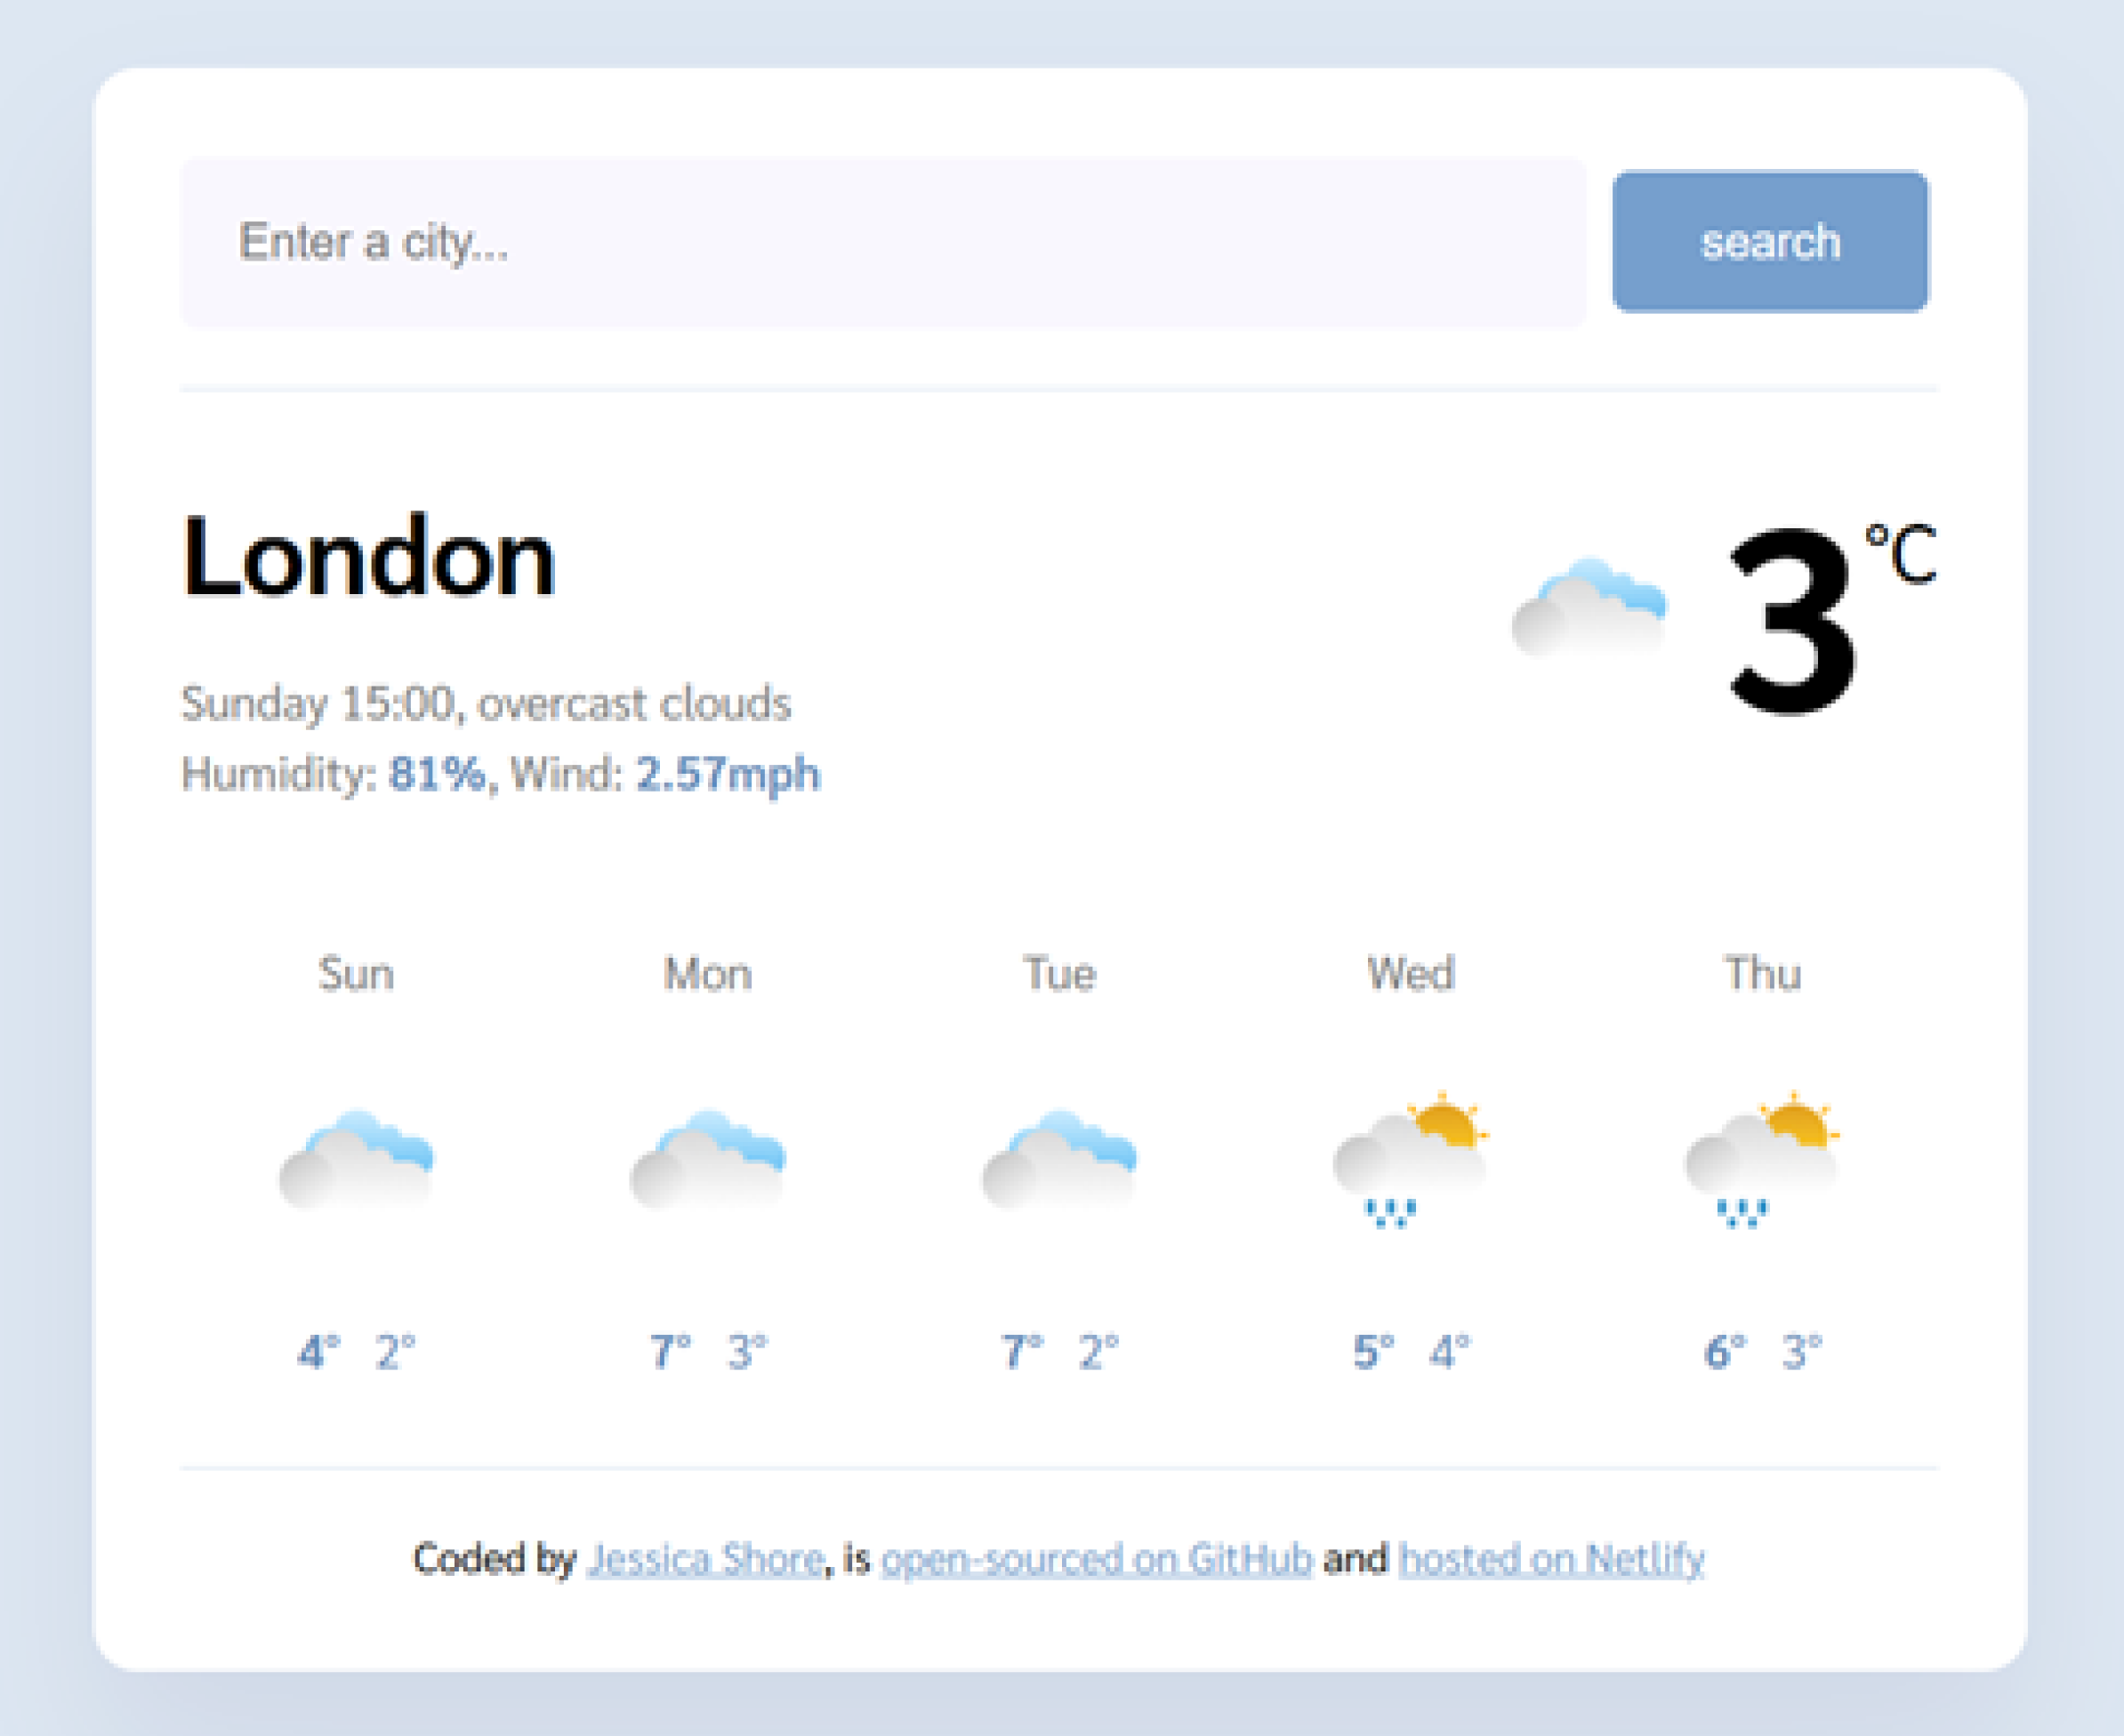 Enter a city...
search
London
3
°C
Sunday 15:00, overcast clouds
Humidity: 81%, Wind: 2.57mph
Sun Mon Tue Wed Thu
4° 2° 7° 3° 7° 2° 5° 4° 6° 3°
Coded by Jessica Shore, is open-sourced on GitHub and hosted on Netlify